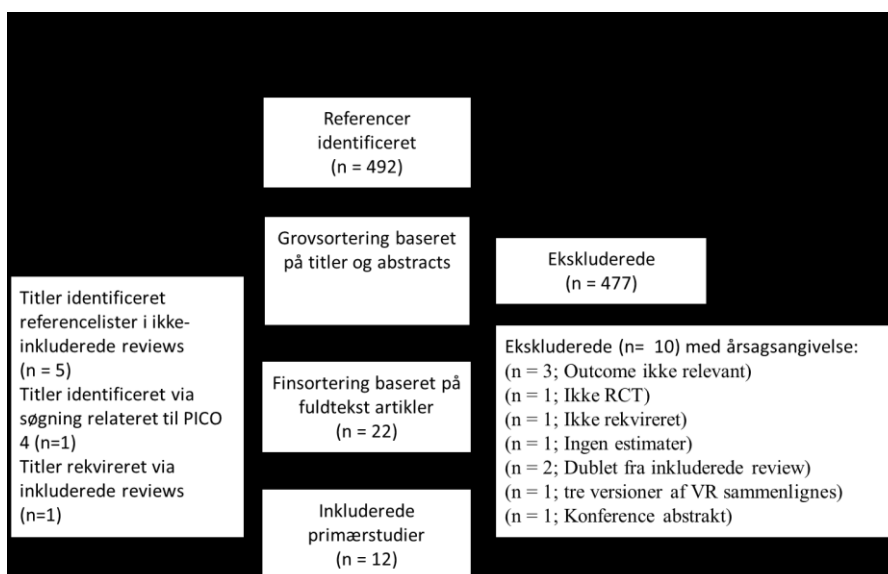 Referencer
identificeret
(n = 492)
Grovsortering baseret
på titler og abstracts
Ekskluderede
(n = 477)
Titler identificeret
referencelister i ikke-
inkluderede reviews
(n = 5)
Titler identificeret via
søgning relateret til PICO
4 (n=1)
Titler rekvireret via
inkluderede reviews
(n=1)
Finsortering baseret på
fuldtekst artikler
(n = 22)
Ekskluderede (n=  10) med årsagsangivelse:
(n = 3; Outcome ikke relevant)
(n = 1; Ikke RCT)
(n = 1; Ikke rekvireret)
(n = 1; Ingen estimater)
(n = 2; Dublet fra inkluderede review)
(n = 1; tre versioner af VR sammenlignes)
(n = 1; Konference abstrakt)
Inkluderede
primærstudier
(n = 12)